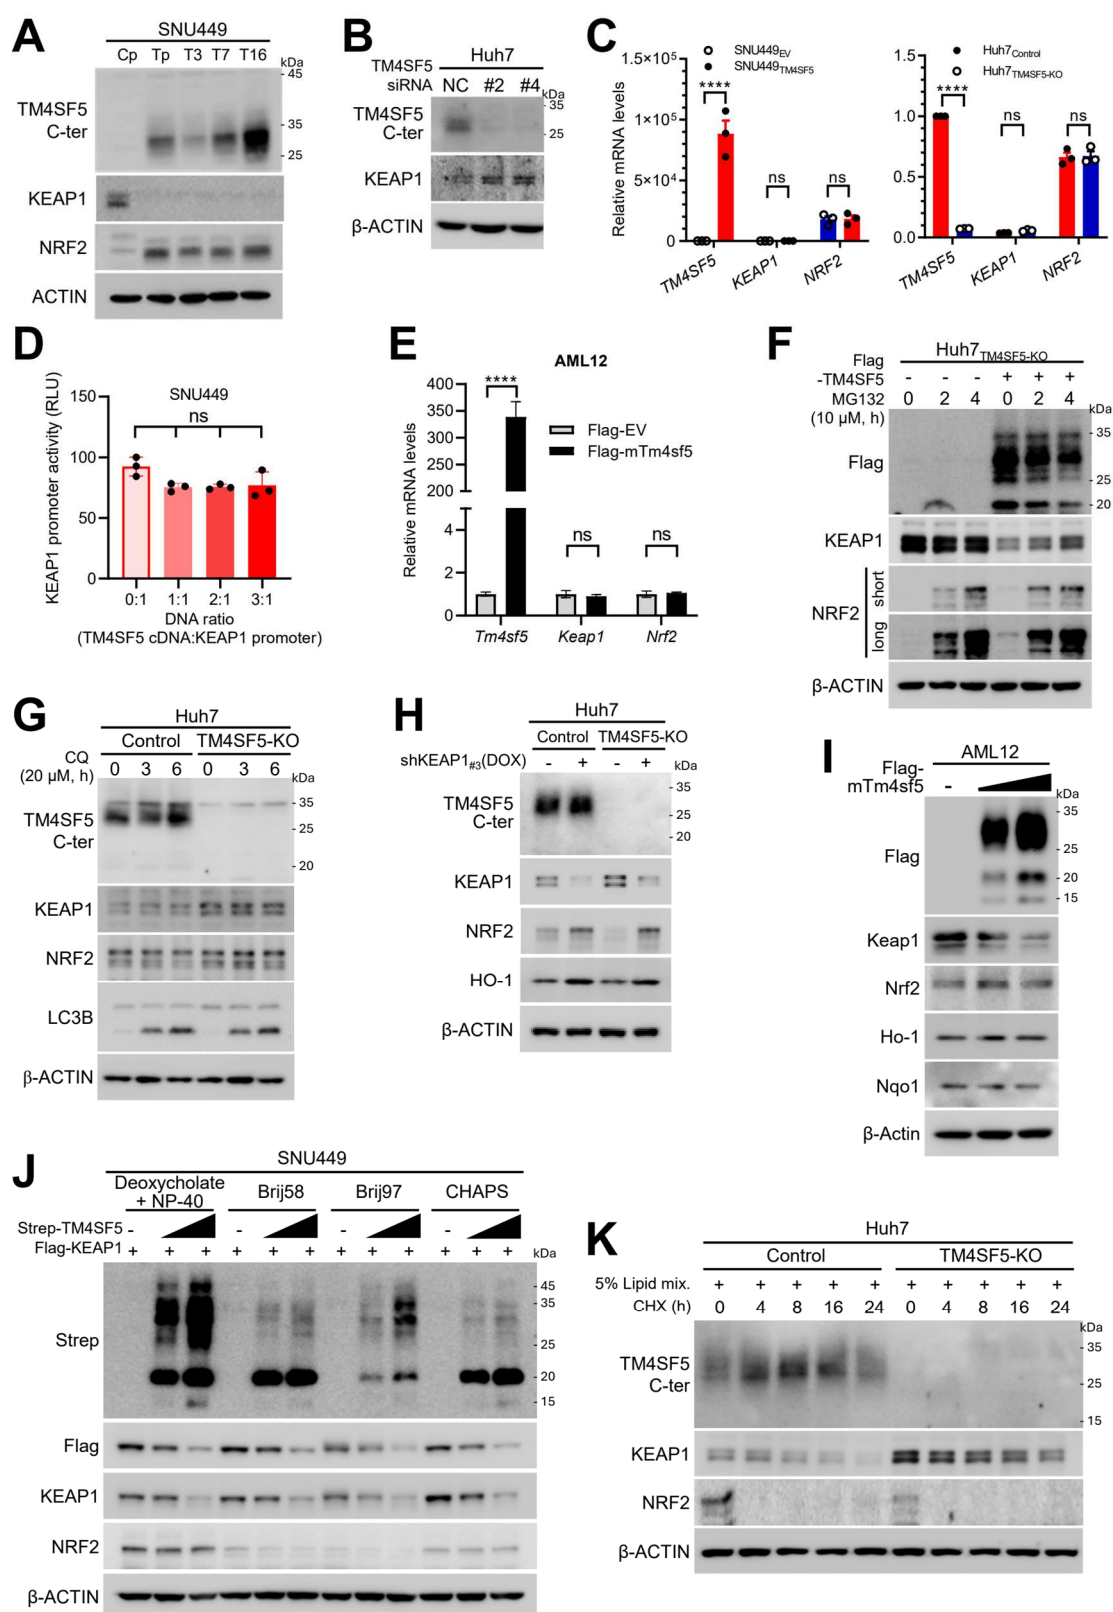 A
SNU449
Cp Tp T3 T7 T16
kDa
TM4SF5
C-ter
45
35
25
KEAP1
NRF2
ACTIN
B
Huh7
TM4SF5
siRNA NC #2 #4
kDa
TM4SF5
C-ter
35
25
KEAP1
β-ACTIN
C
Relative mRNA levels
1.5×10⁵
1×10⁵
5×10⁴
0
SNU449EV
SNU449TM4SF5
**** ns ns
TM4SF5 KEAP1 NRF2
1.5
1.0
0.5
0.0
Huh7Control
Huh7TM4SF5-KO
**** ns ns
TM4SF5 KEAP1 NRF2
D
KEAP1 promoter activity (RLU)
SNU449
ns
150
100
50
0
0:1 1:1 2:1 3:1
DNA ratio
(TM4SF5 cDNA:KEAP1 promoter)
E
AML12
Relative mRNA levels
400
350
300
250
200
4
2
0
**** ns ns
Flag-EV
Flag-mTm4sf5
Tm4sf5 Keap1 Nrf2
F
Huh7TM4SF5-KO
Flag
-TM4SF5 - - - + + +
MG132 0 2 4 0 2 4
(10 μM, h)
kDa
Flag
35
25
20
KEAP1
NRF2
short
long
β-ACTIN
G
Huh7
Control TM4SF5-KO
CQ
(20 μM, h) 0 3 6 0 3 6
kDa
TM4SF5
C-ter
35
25
20
KEAP1
NRF2
LC3B
β-ACTIN
H
Huh7
Control TM4SF5-KO
shKEAP1#3(DOX) - + - +
kDa
TM4SF5
C-ter
35
25
20
KEAP1
NRF2
HO-1
β-ACTIN
I
AML12
Flag-
mTm4sf5 -
kDa
Flag
35
25
20
15
Keap1
Nrf2
Ho-1
Nqo1
β-Actin
J
SNU449
Deoxycholate
+ NP-40 Brij58 Brij97 CHAPS
Strep-TM4SF5 - - - -
Flag-KEAP1 + + + + + + + + + + + +
kDa
Strep
45
35
25
20
15
Flag
KEAP1
NRF2
β-ACTIN
K
Huh7
Control TM4SF5-KO
5% Lipid mix. + + + + + + + + + +
CHX (h) 0 4 8 16 24 0 4 8 16 24
kDa
TM4SF5
C-ter
35
25
15
KEAP1
NRF2
β-ACTIN